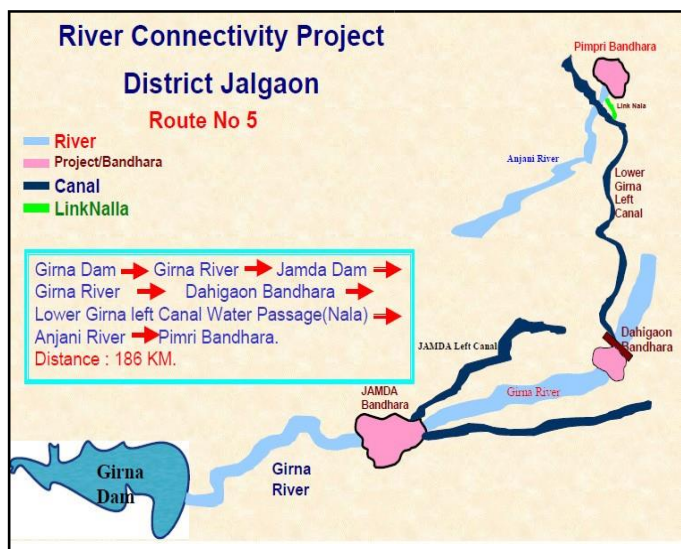 River Connectivity Project
District Jalgaon
Route No 5
River
Project/Bandhara
Canal
LinkNalla
Girna Dam Girna River Jamda Dam
Girna River Dahigaon Bandhara
Lower Girna left Canal Water Passage(Nala)
Anjani River Pimri Bandhara.
Distance : 186 KM.
Pimpri Bandhara
Link Nala
Anjani River
Lower
Girna
Left
Canal
Dahigaon
Bandhara
JAMDA Left Canal
JAMDA
Bandhara
Girna River
Girna
River
Girna
Dam